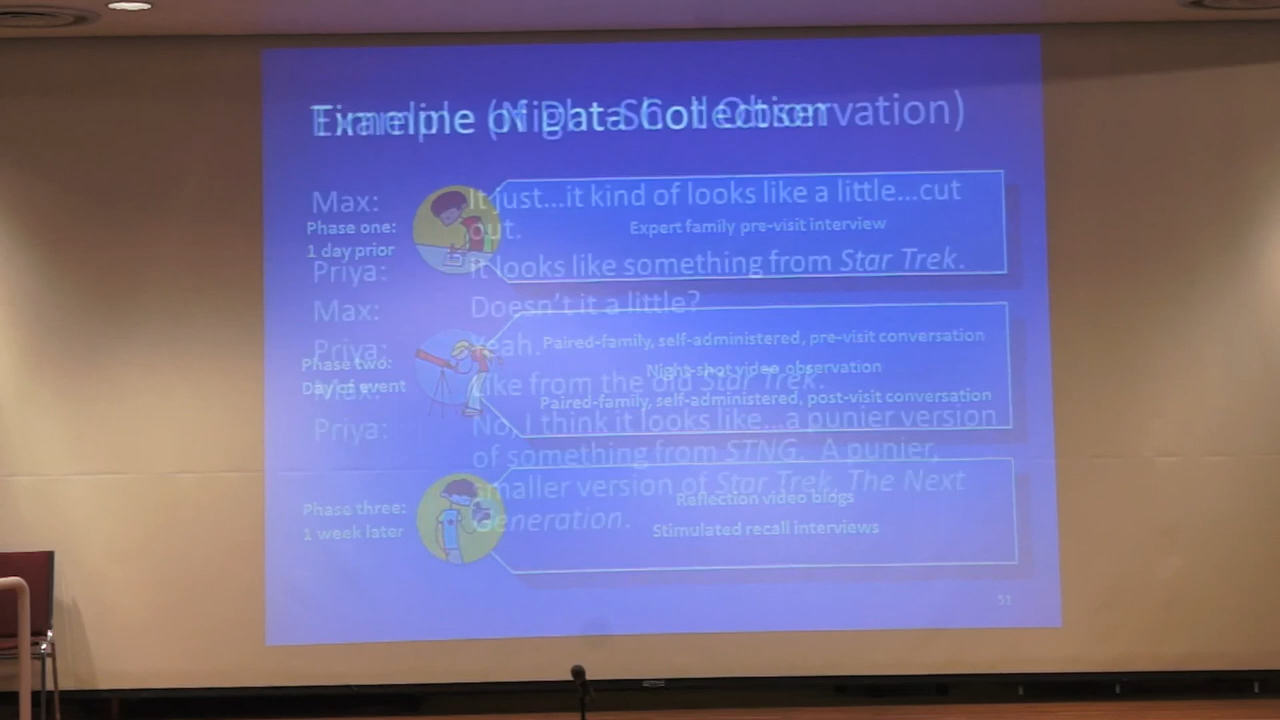 Timeline of Data Collection
Example (Night-Shot Observation)
Max: It just...it kind of looks like a little...cut
out.
Priya: It looks like something from Star Trek.
Max: Doesn't it a little?
Priya: Yeah.
Max: Like from the old Star Trek.
Priya: No, I think it looks like...a punier version
of something from STNG. A punier,
smaller version of Star Trek, The Next
Generation.
Phase one:
1 day prior
Expert family pre-visit interview
Phase two:
Day of event
Paired-family, self-administered, pre-visit conversation
Night-shot video observation
Paired-family, self-administered, post-visit conversation
Phase three:
1 week later
Reflection video blogs
Stimulated recall interviews
51